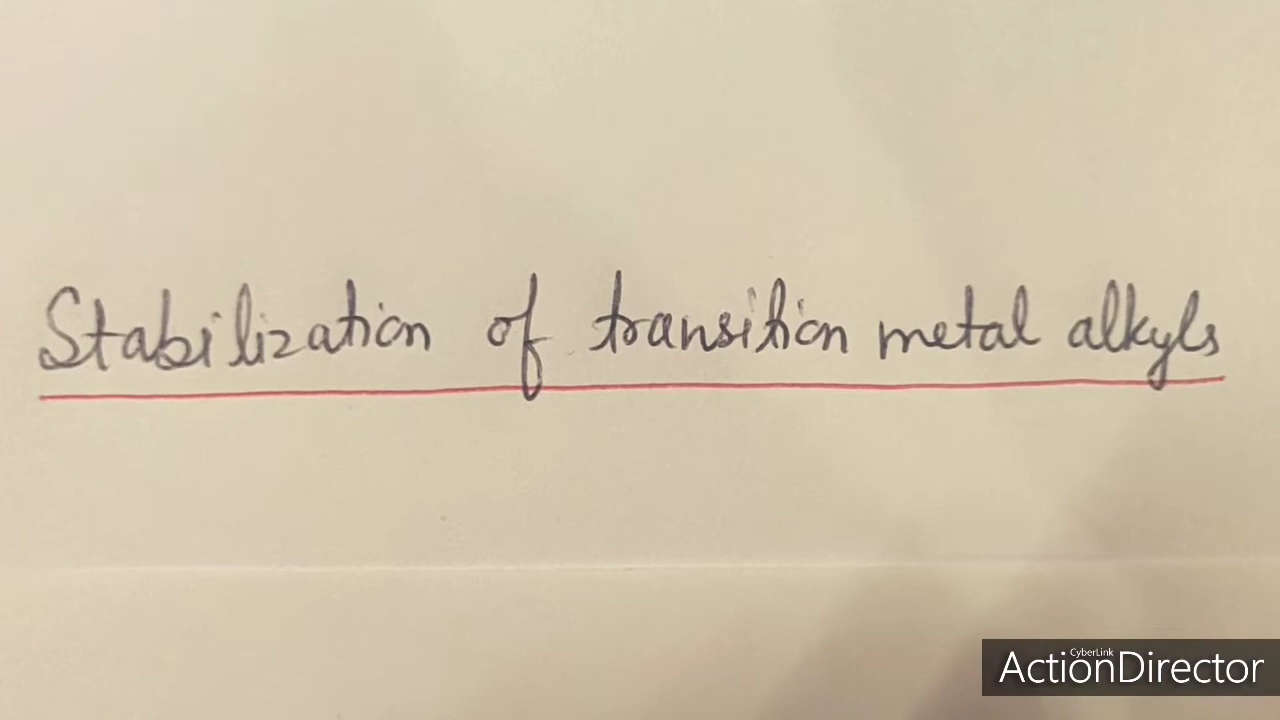 Stabilization of transition metal alkyls
CyberLink
ActionDirector